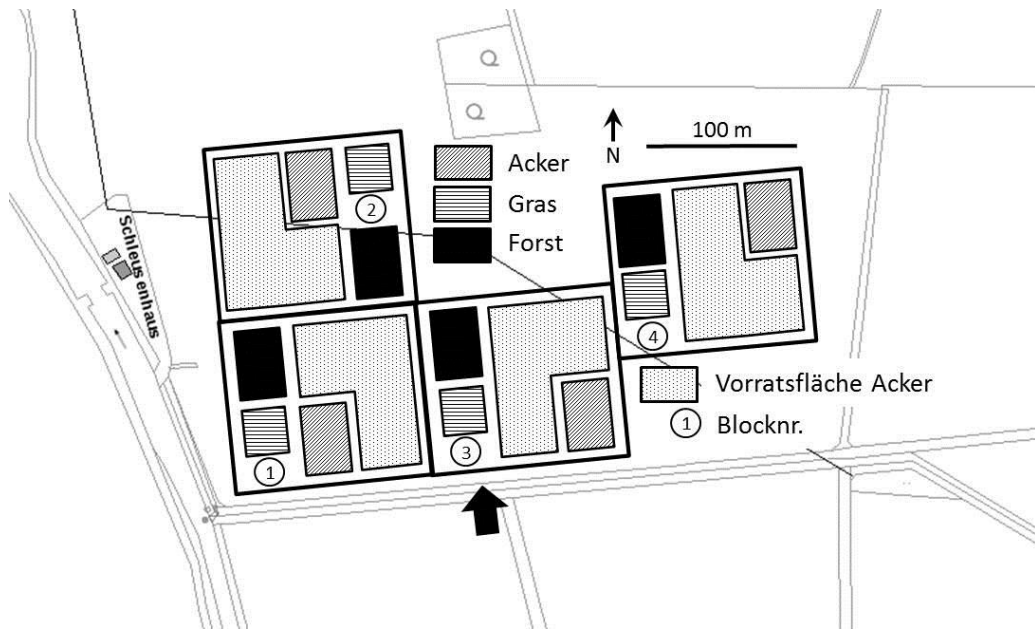 Q
Q
100 m
N
Acker
Gras
Forst
Schleusenhaus
2
4
1
3
Vorratsfläche Acker
1 Blocknr.